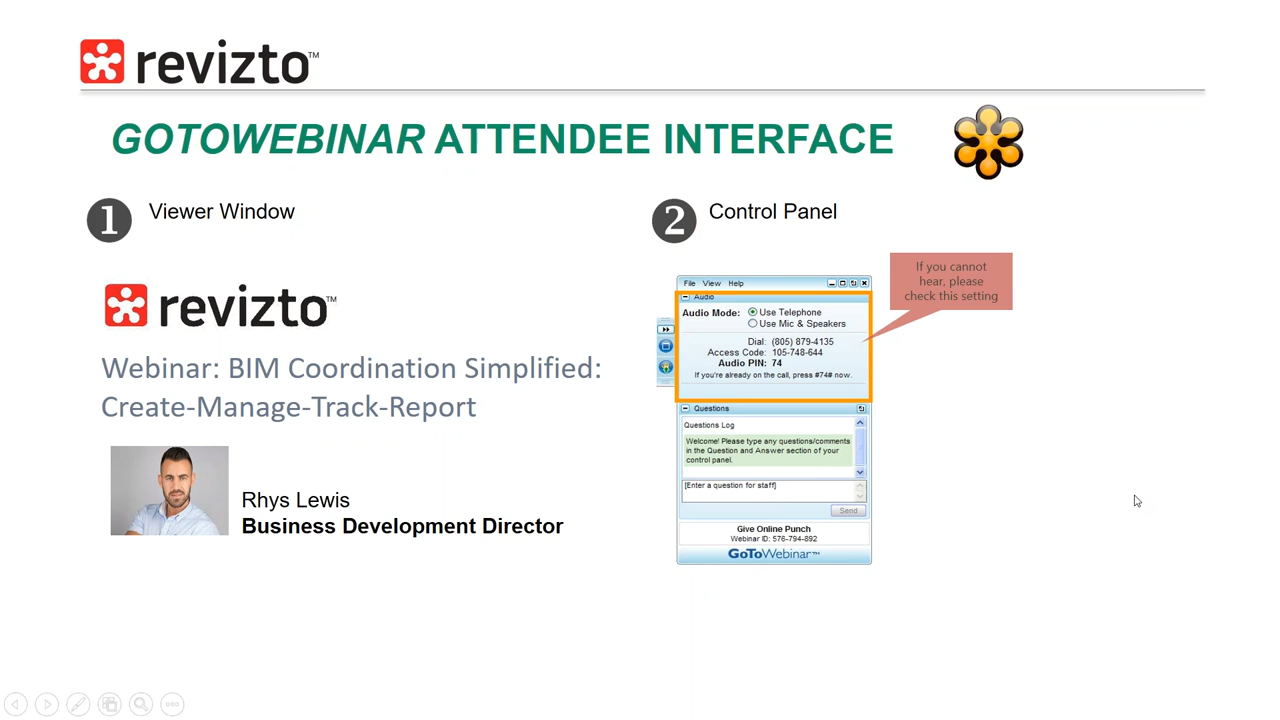 revizto™
GOTOWEBINAR ATTENDEE INTERFACE
1 Viewer Window
revizto™
Webinar: BIM Coordination Simplified:
Create-Manage-Track-Report
Rhys Lewis
Business Development Director
2 Control Panel
If you cannot
hear, please
check this setting
File View Help
Audio
Audio Mode: Use Telephone
Use Mic & Speakers
Dial: (805) 879-4135
Access Code: 105-748-644
Audio PIN: 74
If you're already on the call, press #74# now.
Questions
Questions Log
Welcome! Please type any questions/comments
in the Question and Answer section of your
control panel.
[Enter a question for staff]
Send
Give Online Punch
Webinar ID: 576-794-892
GoToWebinar™